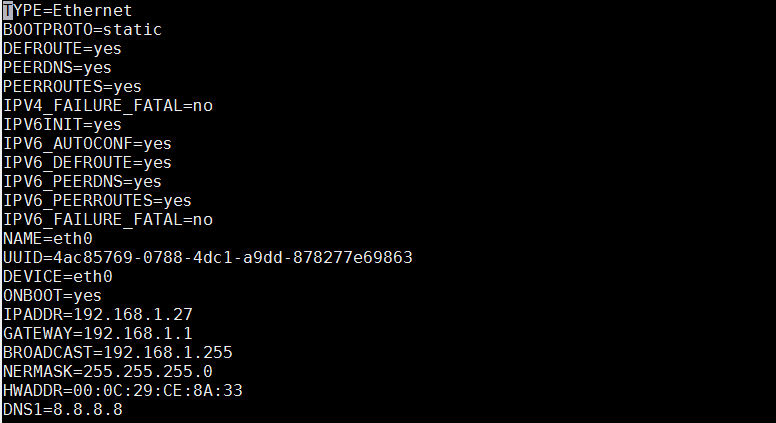 TYPE=Ethernet
BOOTPROTO=static
DEFROUTE=yes
PEERDNS=yes
PEERROUTES=yes
IPV4_FAILURE_FATAL=no
IPV6INIT=yes
IPV6_AUTOCONF=yes
IPV6_DEFROUTE=yes
IPV6_PEERDNS=yes
IPV6_PEERROUTES=yes
IPV6_FAILURE_FATAL=no
NAME=eth0
UUID=4ac85769-0788-4dc1-a9dd-878277e69863
DEVICE=eth0
ONBOOT=yes
IPADDR=192.168.1.27
GATEWAY=192.168.1.1
BROADCAST=192.168.1.255
NERMASK=255.255.255.0
HWADDR=00:0C:29:CE:8A:33
DNS1=8.8.8.8